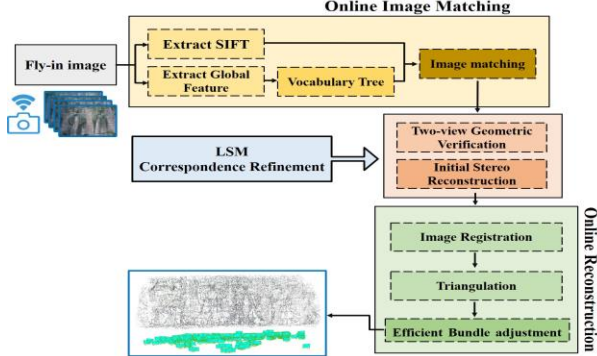 Online Image Matching
Fly-in image
Extract SIFT
Extract Global
Feature
Vocabulary Tree
Image matching
LSM
Correspondence Refinement
Two-view Geometric
Verification
Initial Stereo
Reconstruction
Online Reconstruction
Image Registration
Triangulation
Efficient Bundle adjustment